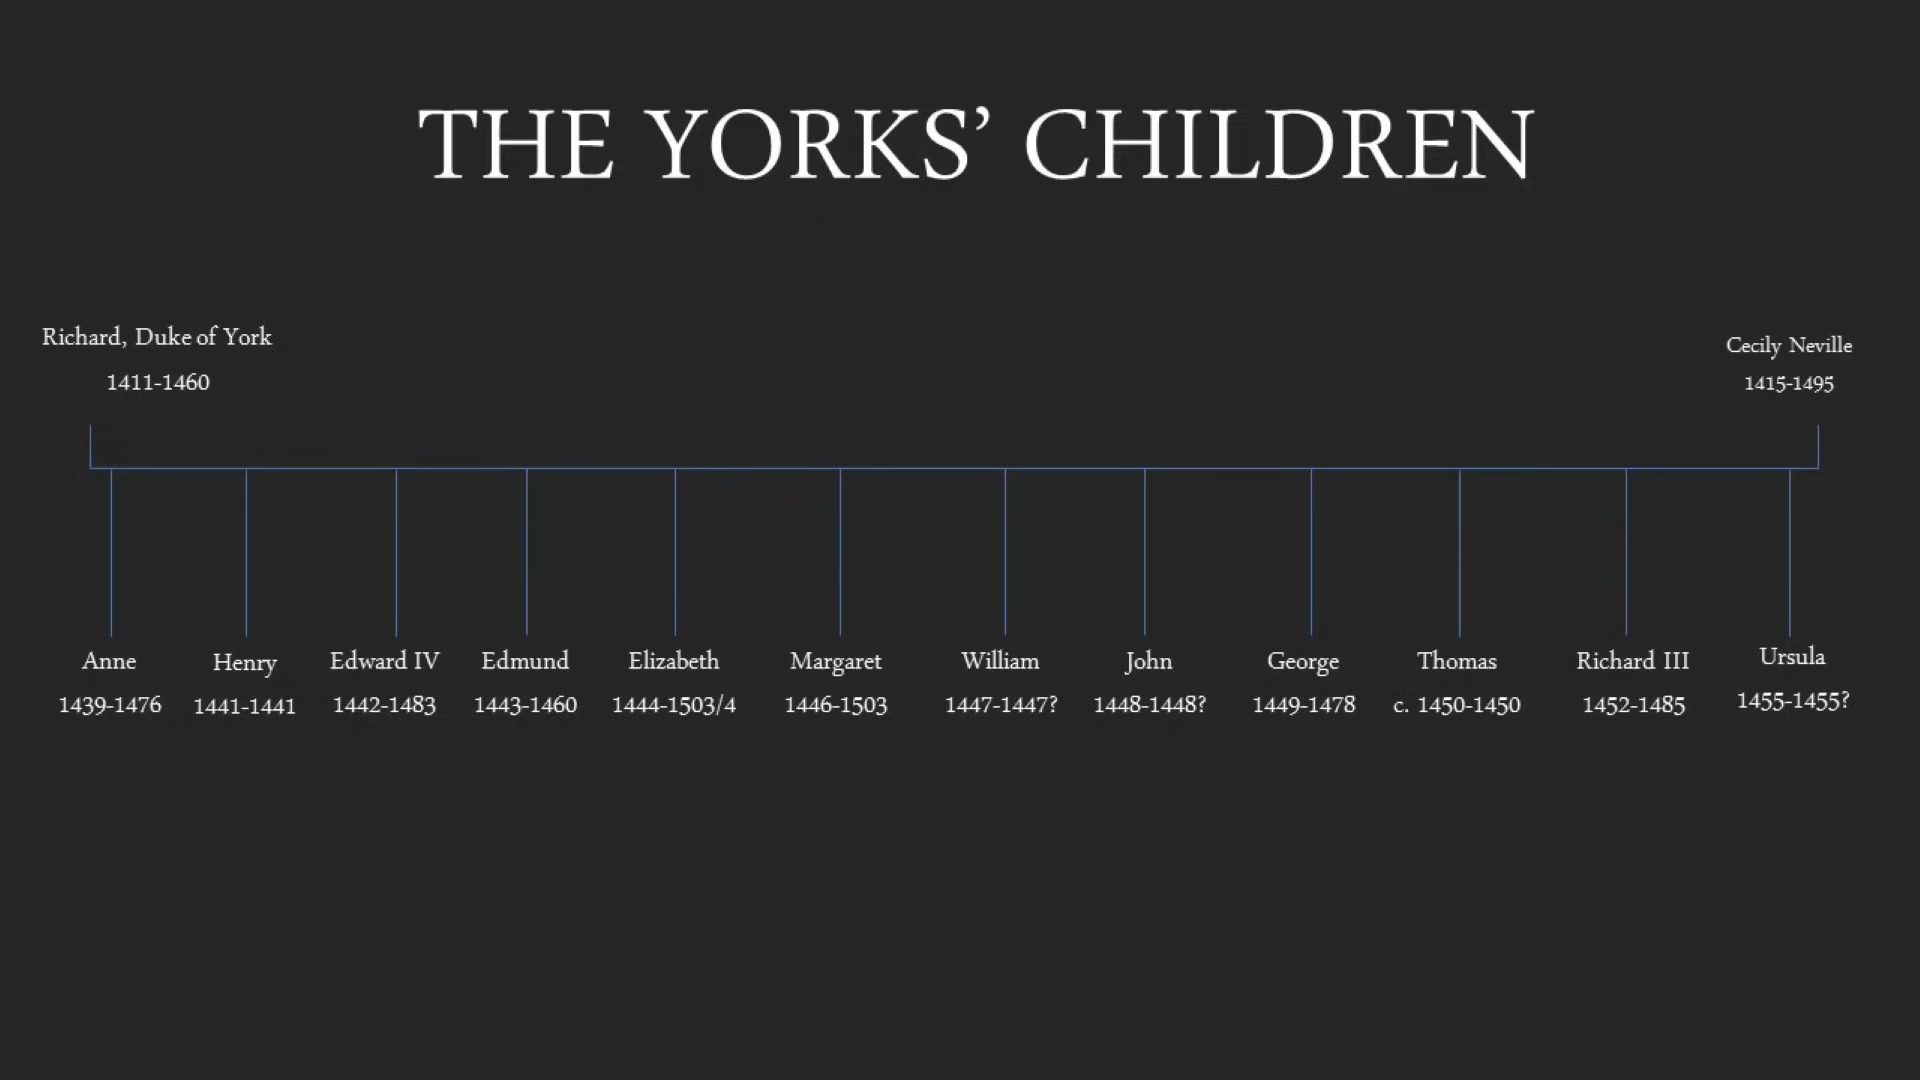 THE YORKS’ CHILDREN
Richard, Duke of York
1411-1460
Cecily Neville
1415-1495
Anne
1439-1476
Henry
1441-1441
Edward IV
1442-1483
Edmund
1443-1460
Elizabeth
1444-1503/4
Margaret
1446-1503
William
1447-1447?
John
1448-1448?
George
1449-1478
Thomas
c. 1450-1450
Richard III
1452-1485
Ursula
1455-1455?